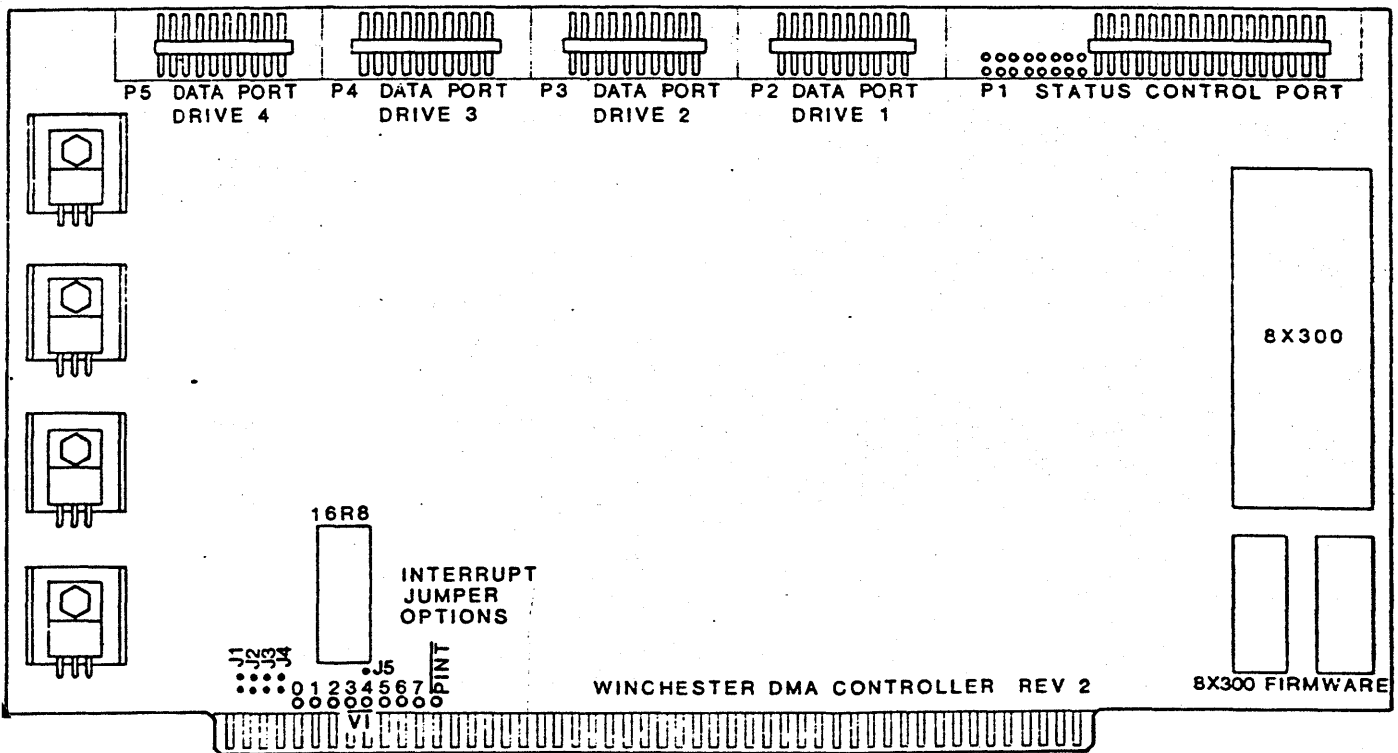 P5 DATA PORT
DRIVE 4
P4 DATA PORT
DRIVE 3
P3 DATA PORT
DRIVE 2
P2 DATA PORT
DRIVE 1
P1 STATUS CONTROL PORT
8X300
16R8
INTERRUPT
JUMPER
OPTIONS
J1
J2
J3
J4
J5
0 1 2 3 4 5 6 7
PINT
VI
WINCHESTER DMA CONTROLLER REV 2
8X300 FIRMWARE